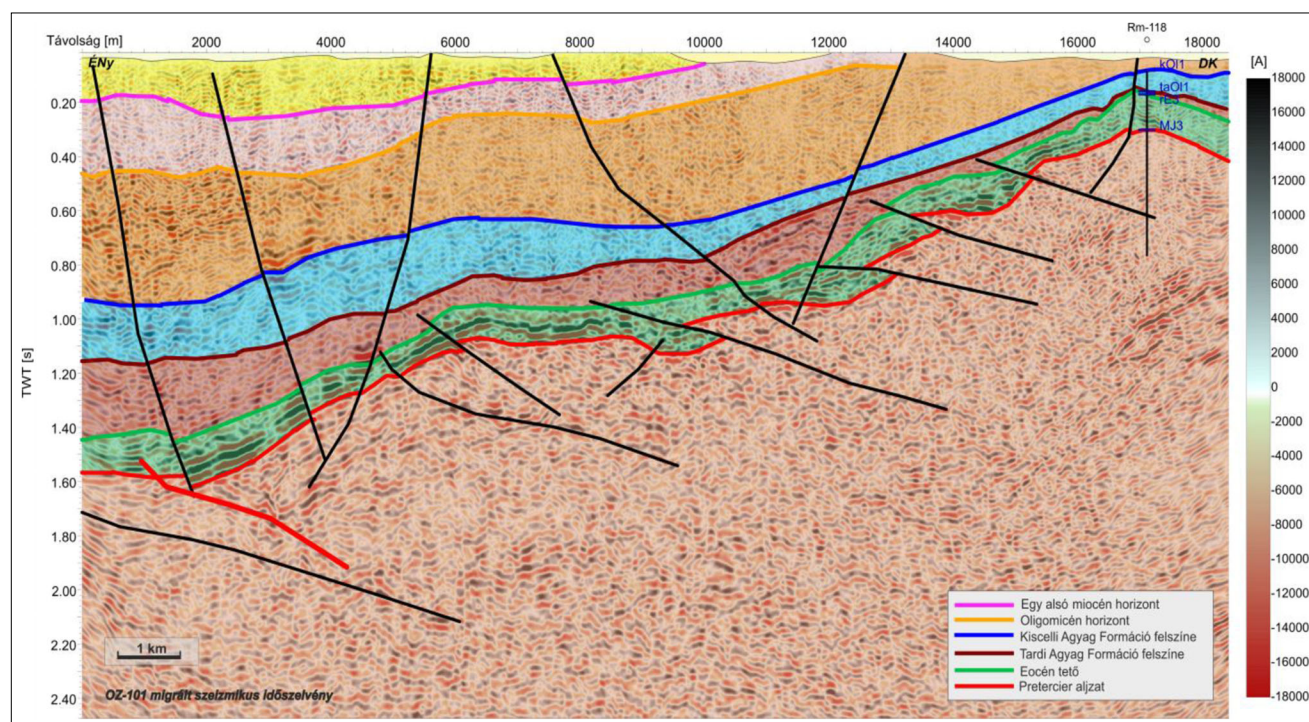 Rm-118
Távolság [m] 2000 4000 6000 8000 10000 12000 14000 16000 18000
ÉNy
DK
[A]
kOl1
taOl1
rE3
MJ3
TWT [s]
0.20
0.40
0.60
0.80
1.00
1.20
1.40
1.60
1.80
2.00
2.20
2.40
18000
16000
14000
12000
10000
8000
6000
4000
2000
0
-2000
-4000
-6000
-8000
-10000
-12000
-14000
-16000
-18000
Egy alsó miocén horizont
Oligomicén horizont
Kiscelli Agyag Formáció felszíne
Tardi Agyag Formáció felszíne
Eocén tető
Pretercier aljzat
1 km
OZ-101 migrált szeizmikus időszelvény